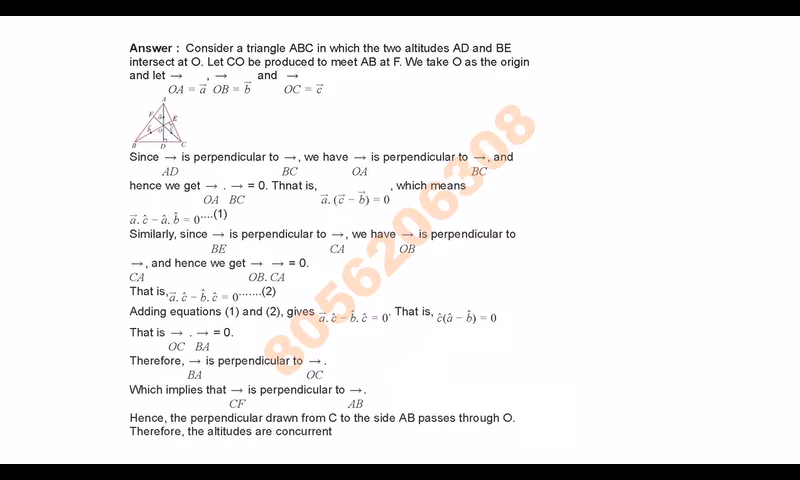 Answer : Consider a triangle ABC in which the two altitudes AD and BE
intersect at O. Let CO be produced to meet AB at F. We take O as the origin
and let → , → and →
OA = a⃗ OB = b⃗ OC = c⃗
A
F
E
B
D
C
Since → is perpendicular to →, we have → is perpendicular to →, and
AD BC OA BC
hence we get → . → = 0. Thnat is, a⃗. (c⃗ − b⃗) = 0 , which means
OA BC
a⃗. ĉ − â. b̂ = 0....(1)
Similarly, since → is perpendicular to →, we have → is perpendicular to
BE CA OB
→, and hence we get → → = 0.
CA OB. CA
That is, a⃗. ĉ − b̂. ĉ = 0.......(2)
Adding equations (1) and (2), gives a⃗. ĉ − b̂. ĉ = 0. That is, ĉ(â − b̂) = 0
That is → . → = 0.
OC BA
Therefore, → is perpendicular to →.
BA OC
Which implies that → is perpendicular to →.
CF AB
Hence, the perpendicular drawn from C to the side AB passes through O.
Therefore, the altitudes are concurrent
8056206308